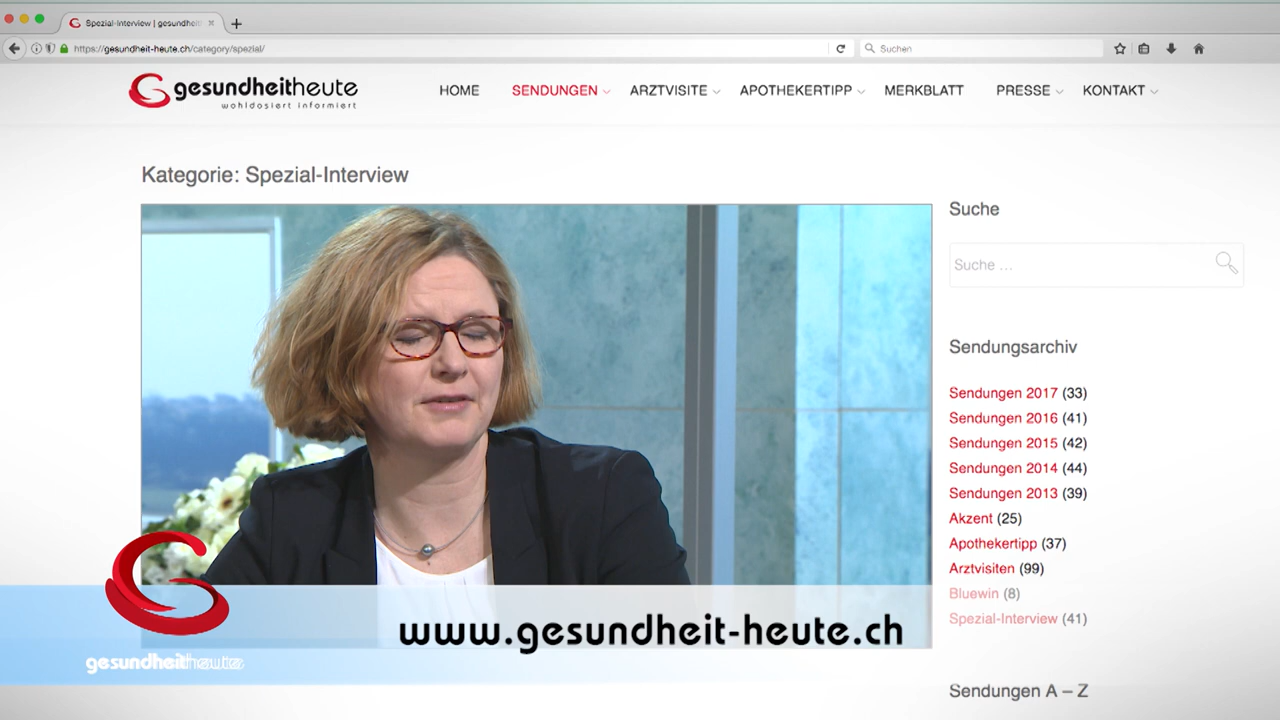 Spezial-Interview | gesundheit
https://gesundheit-heute.ch/category/spezial/
Suchen
gesundheitheute
wohldosiert informiert
HOME SENDUNGEN ARZTVISITE APOTHEKERTIPP MERKBLATT PRESSE KONTAKT
Kategorie: Spezial-Interview
Suche
Suche ...
Sendungsarchiv
Sendungen 2017 (33)
Sendungen 2016 (41)
Sendungen 2015 (42)
Sendungen 2014 (44)
Sendungen 2013 (39)
Akzent (25)
Apothekertipp (37)
Arztvisiten (99)
Bluewin (8)
Spezial-Interview (41)
Sendungen A – Z
www.gesundheit-heute.ch
gesundheitheute